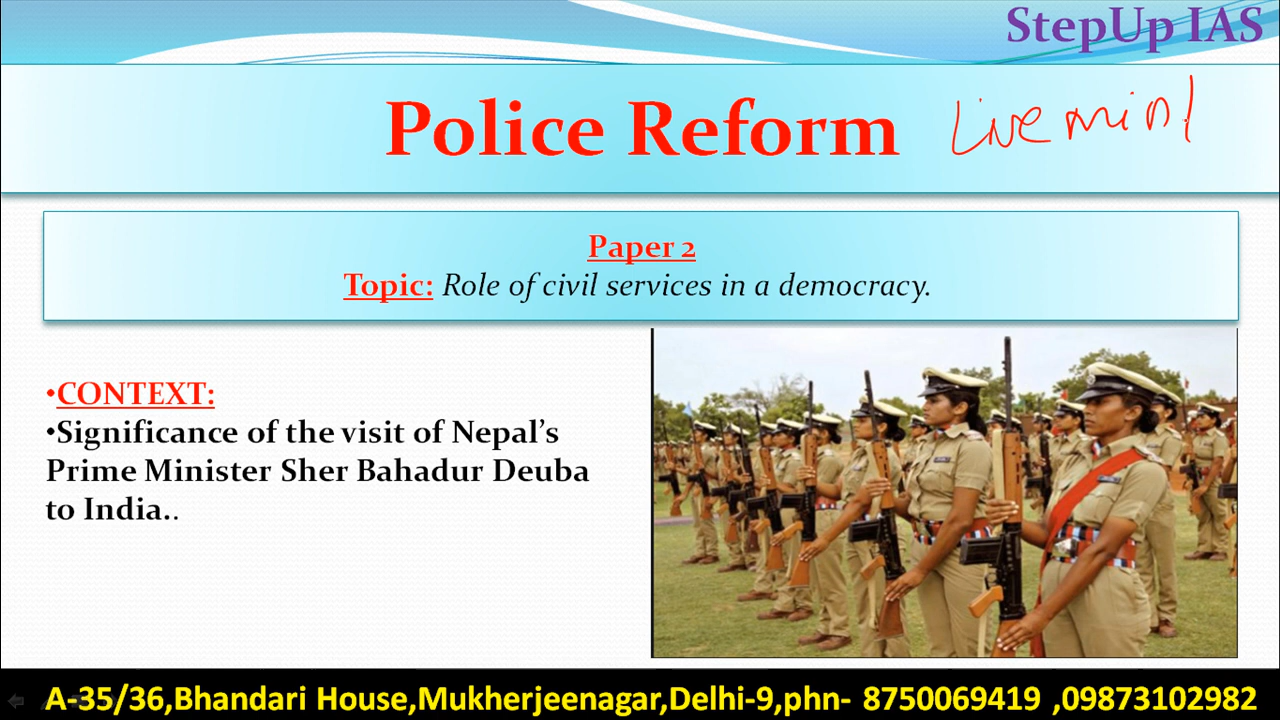 StepUp IAS
Police Reform
Live mint
Paper 2
Topic: Role of civil services in a democracy.
•CONTEXT:
•Significance of the visit of Nepal’s
Prime Minister Sher Bahadur Deuba
to India..
A-35/36,Bhandari House,Mukherjeenagar,Delhi-9,phn- 8750069419 ,09873102982